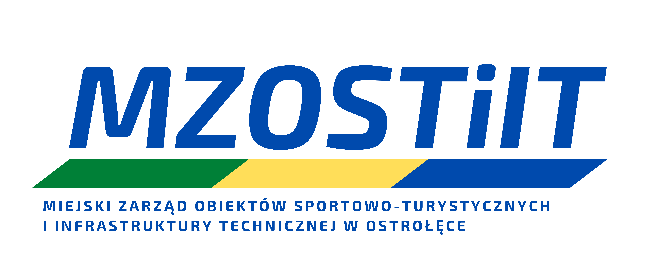 MZOSTiIT
MIEJSKI ZARZĄD OBIEKTÓW SPORTOWO-TURYSTYCZNYCH
I INFRASTRUKTURY TECHNICZNEJ W OSTROŁĘCE